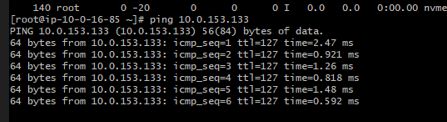 140 root 0 -20 0 0 0 I 0.0 0.0 0:00.00 nvme
[root@ip-10-0-16-85 ~]# ping 10.0.153.133
PING 10.0.153.133 (10.0.153.133) 56(84) bytes of data.
64 bytes from 10.0.153.133: icmp_seq=1 ttl=127 time=2.47 ms
64 bytes from 10.0.153.133: icmp_seq=2 ttl=127 time=0.921 ms
64 bytes from 10.0.153.133: icmp_seq=3 ttl=127 time=1.26 ms
64 bytes from 10.0.153.133: icmp_seq=4 ttl=127 time=0.818 ms
64 bytes from 10.0.153.133: icmp_seq=5 ttl=127 time=1.48 ms
64 bytes from 10.0.153.133: icmp_seq=6 ttl=127 time=0.592 ms